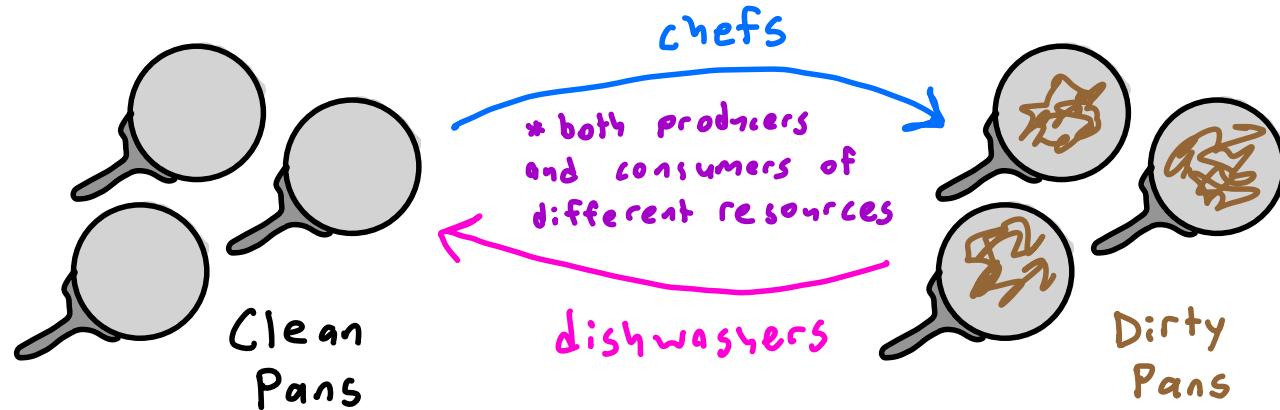 chefs
* both producers
and consumers of
different resources
dishwashers
Clean
Pans
Dirty
Pans